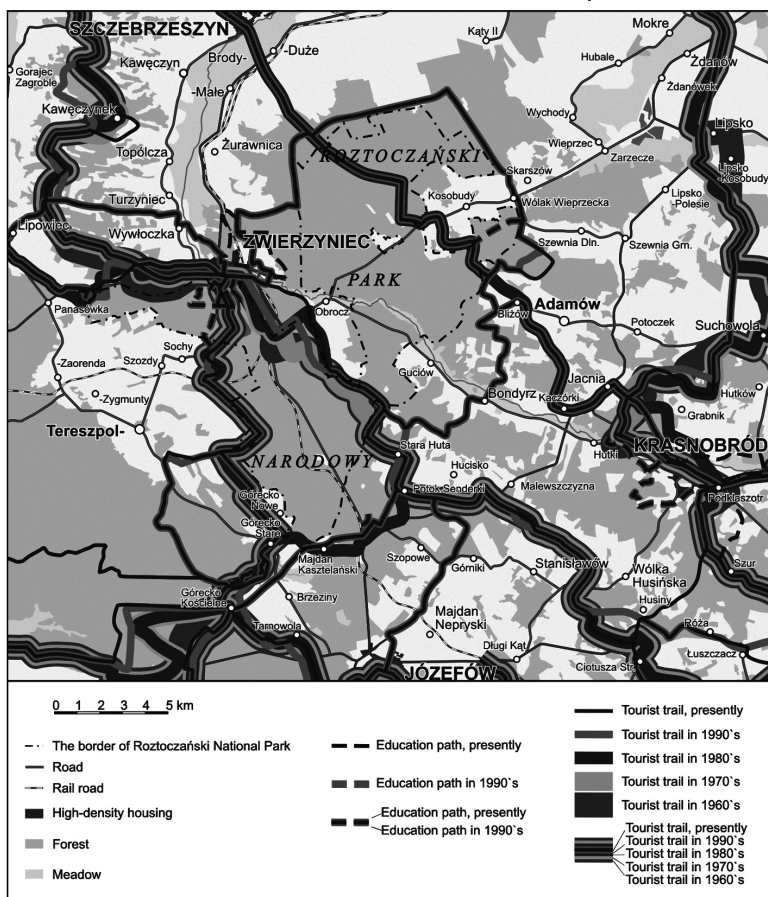 SZCZEBRZESZYN
Mokre
Kąty II
-Duże
Brody-
Kawęczyn
Hubale
Żdanów
Gorajec
Zagroble
-Małe
Żdanówek
Kawęczynek
Wychody
Lipsko
Żurawnica
Wieprzec
Topólcza
ROZTOCZAŃSKI
Zarzecze
Skarszów
Lipsko
-Kosobudy
Turzyniec
Kosobudy
Wólak Wieprzecka
Lipsko
-Polesie
Lipowiec
Wywłoczka
ZWIERZYNIEC
Szewnia Dln.
Szewnia Grn.
PARK
Panasówka
Obrocz
Bliżów
Adamów
Potoczek
Suchowola
Sochy
-Zaorenda
Szozdy
Guciów
Jacnia
-Zygmunty
Bondyrz
Kaczórki
Hutków
Grabnik
Tereszpol-
Stara Huta
Hutki
KRASNOBRÓD
NARODOWY
Hucisko
Potok Senderki
Malewszczyzna
Podklasztor
Górecko
Nowe
Górecko
Stare
Majdan
Kasztelański
Szopowe
Górniki
Stanisławów
Szur
Wólka
Husińska
Górecko
Kościelne
Brzeziny
Husiny
Majdan
Nepryski
Róża
Tarnowola
Długi Kąt
Łuszczacz
JÓZEFÓW
Ciotusza Str.
0 1 2 3 4 5 km
The border of Roztoczański National Park
Road
Rail road
High-density housing
Forest
Meadow
Education path, presently
Education path in 1990`s
Education path, presently
Education path in 1990`s
Tourist trail, presently
Tourist trail in 1990`s
Tourist trail in 1980`s
Tourist trail in 1970`s
Tourist trail in 1960`s
Tourist trail, presently
Tourist trail in 1990`s
Tourist trail in 1980`s
Tourist trail in 1970`s
Tourist trail in 1960`s